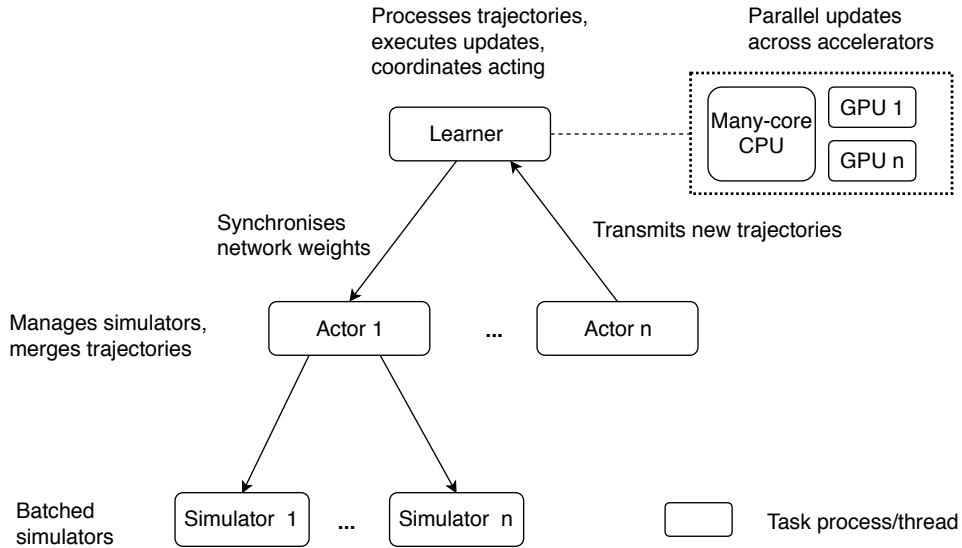 Processes trajectories,
executes updates,
coordinates acting
Parallel updates
across accelerators
Learner
Many-core
CPU
GPU 1
GPU n
Synchronises
network weights
Transmits new trajectories
Manages simulators,
merges trajectories
Actor 1
...
Actor n
Batched
simulators
Simulator 1
...
Simulator n
Task process/thread